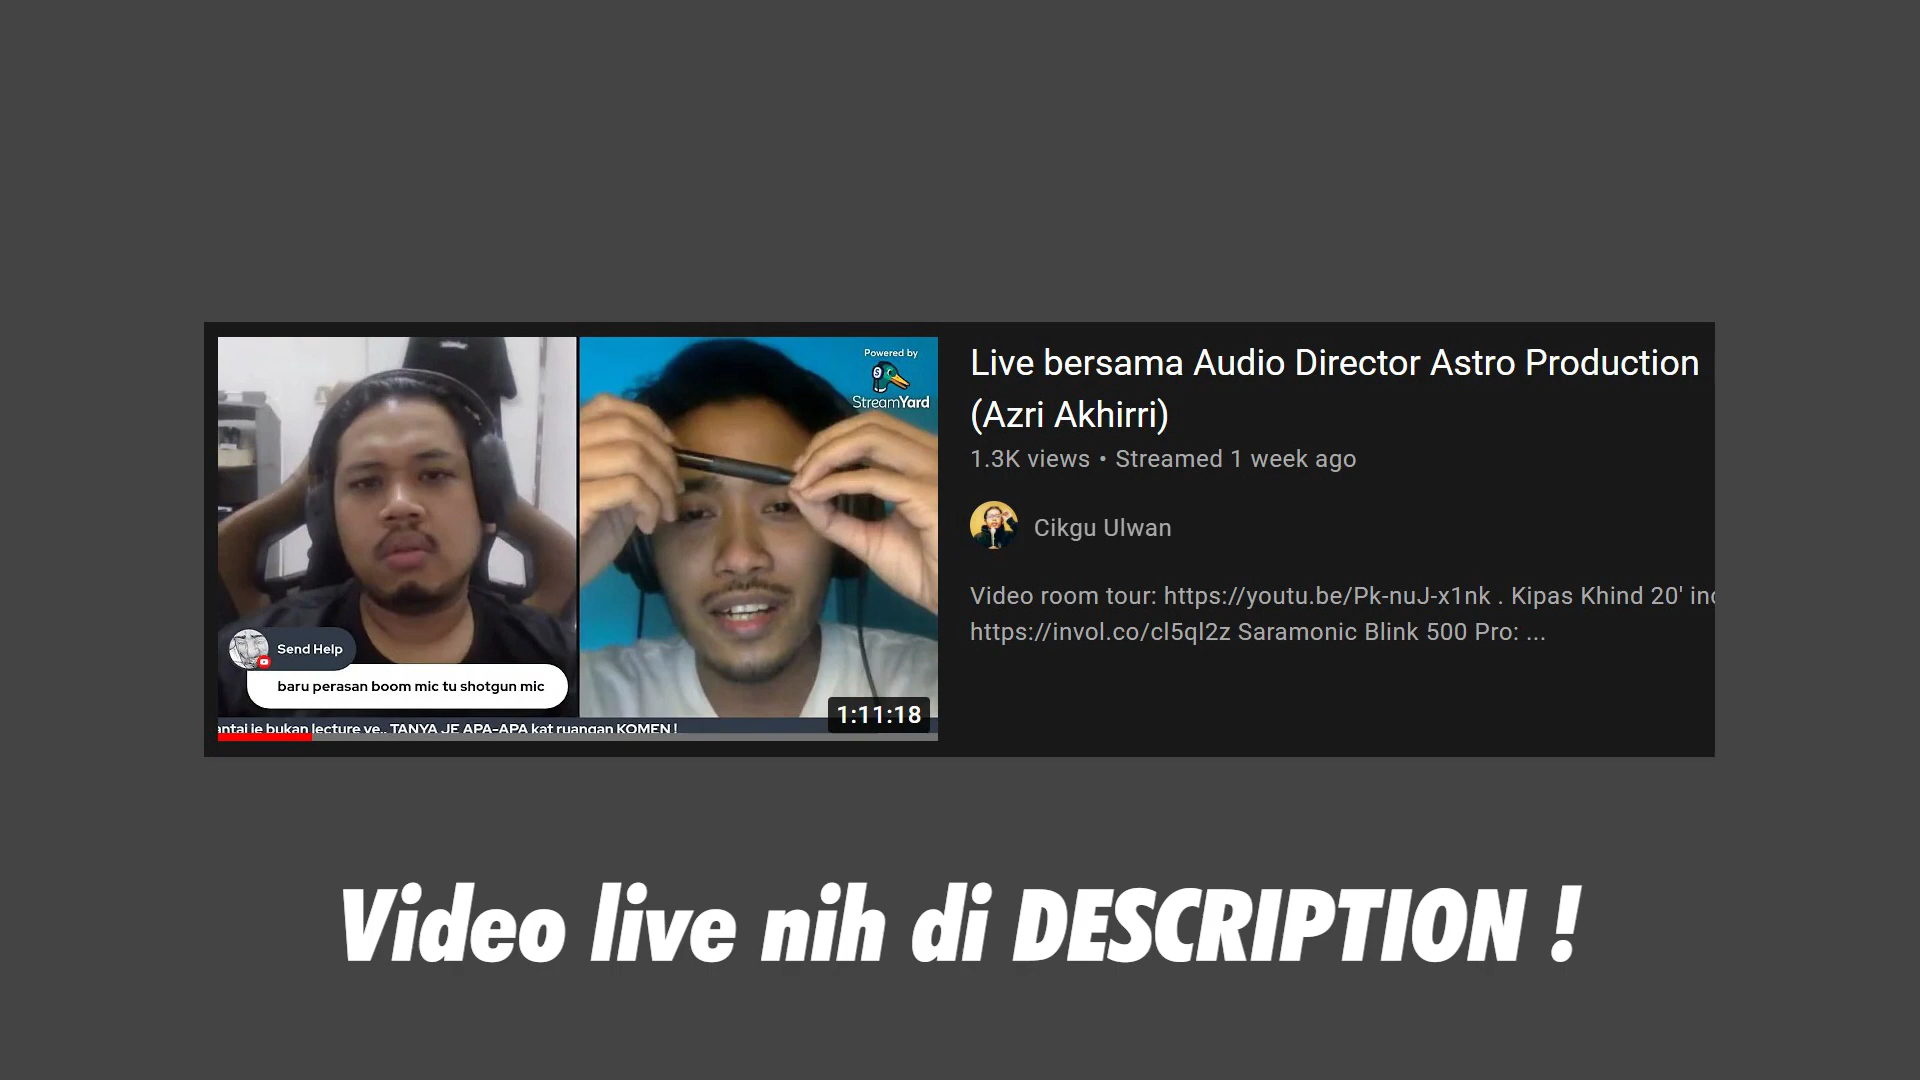 Powered by
StreamYard
Send Help
baru perasan boom mic tu shotgun mic
antai je bukan lecture ye.. TANYA JE APA-APA kat ruangan KOMEN !
1:11:18
Live bersama Audio Director Astro Production
(Azri Akhirri)
1.3K views • Streamed 1 week ago
Cikgu Ulwan
Video room tour: https://youtu.be/Pk-nuJ-x1nk . Kipas Khind 20' inc
https://invol.co/cl5ql2z Saramonic Blink 500 Pro: ...
Video live nih di DESCRIPTION !